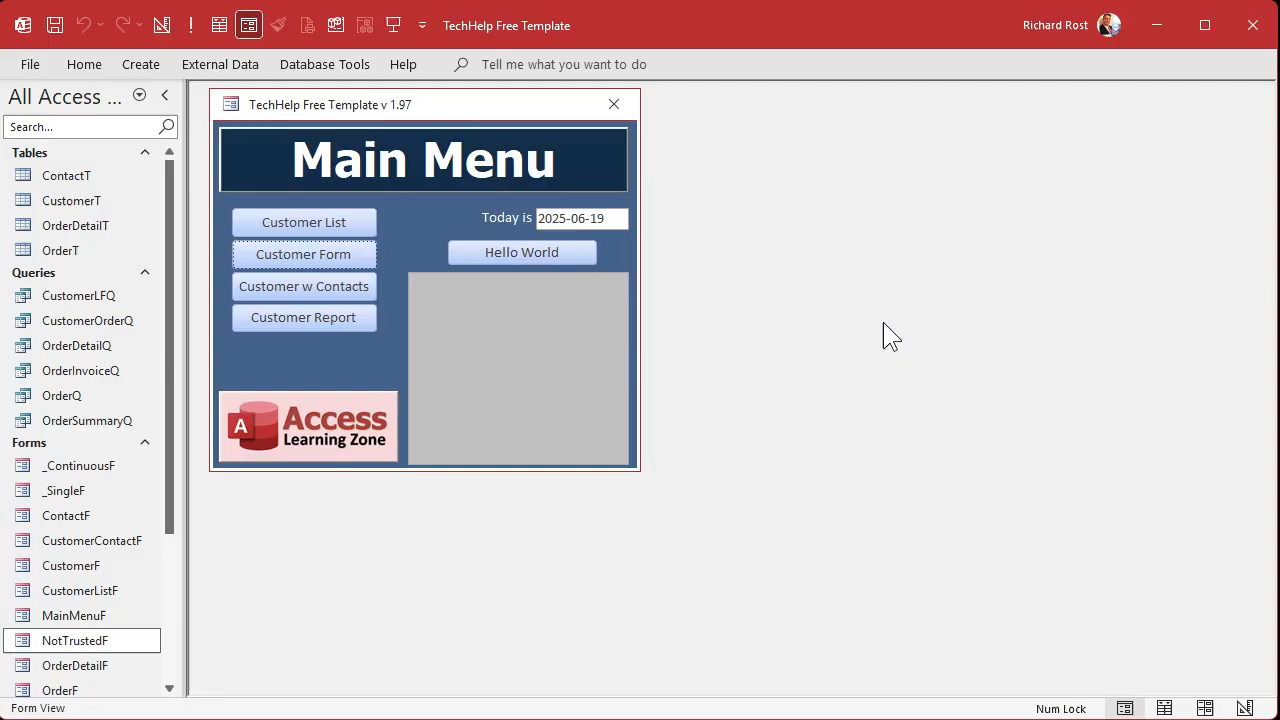 TechHelp Free Template
Richard Rost
File
Home
Create
External Data
Database Tools
Help
Tell me what you want to do
All Access ...
Search...
Tables
ContactT
CustomerT
OrderDetailT
OrderT
Queries
CustomerLFQ
CustomerOrderQ
OrderDetailQ
OrderInvoiceQ
OrderQ
OrderSummaryQ
Forms
_ContinuousF
_SingleF
ContactF
CustomerContactF
CustomerF
CustomerListF
MainMenuF
NotTrustedF
OrderDetailF
OrderF
TechHelp Free Template v 1.97
Main Menu
Customer List
Customer Form
Customer w Contacts
Customer Report
Today is 2025-06-19
Hello World
A
Access
Learning Zone
Form View
Num Lock